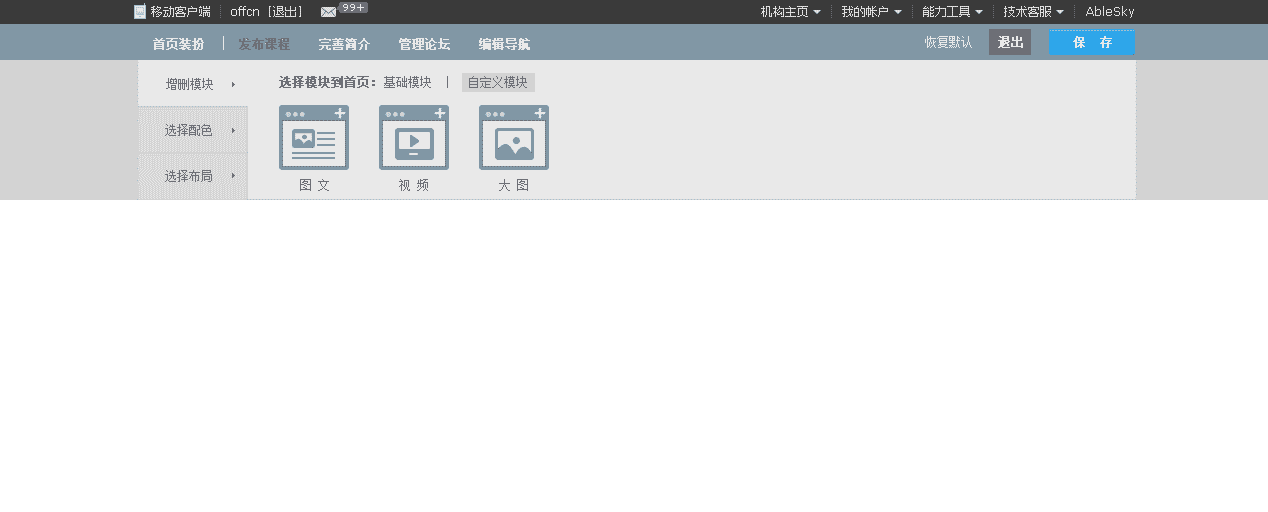 移动客户端 offcn [退出] 99+ 机构主页 我的帐户 能力工具 技术客服 AbleSky
首页装扮 | 发布课程 完善简介 管理论坛 编辑导航 恢复默认 退出 保 存
增删模块 选择模块到首页：基础模块 | 自定义模块
选择配色
选择布局
图 文 视 频 大 图